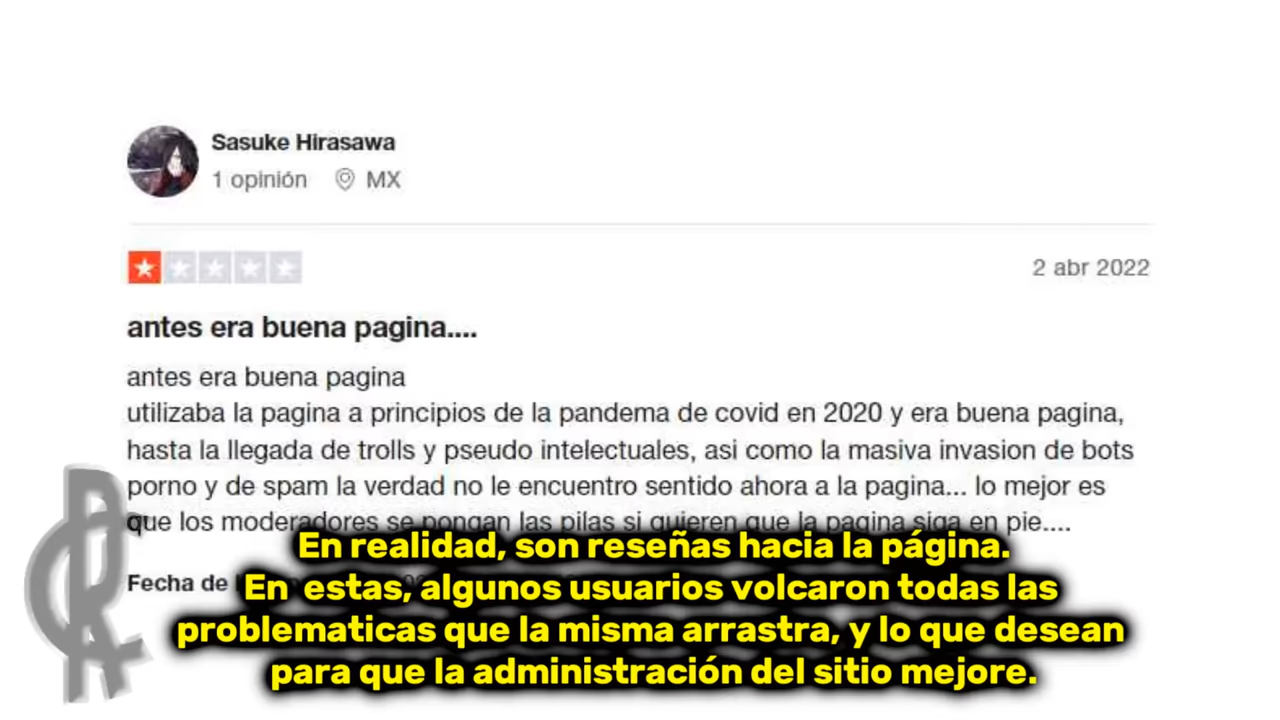 Sasuke Hirasawa
1 opinión MX
2 abr 2022
antes era buena pagina....
antes era buena pagina
utilizaba la pagina a principios de la pandema de covid en 2020 y era buena pagina,
hasta la llegada de trolls y pseudo intelectuales, asi como la masiva invasion de bots
porno y de spam la verdad no le encuentro sentido ahora a la pagina... lo mejor es
que los moderadores se pongan las pilas si quieren que la pagina siga en pie....
Fecha de
En realidad, son reseñas hacia la página.
En estas, algunos usuarios volcaron todas las
problematicas que la misma arrastra, y lo que desean
para que la administración del sitio mejore.